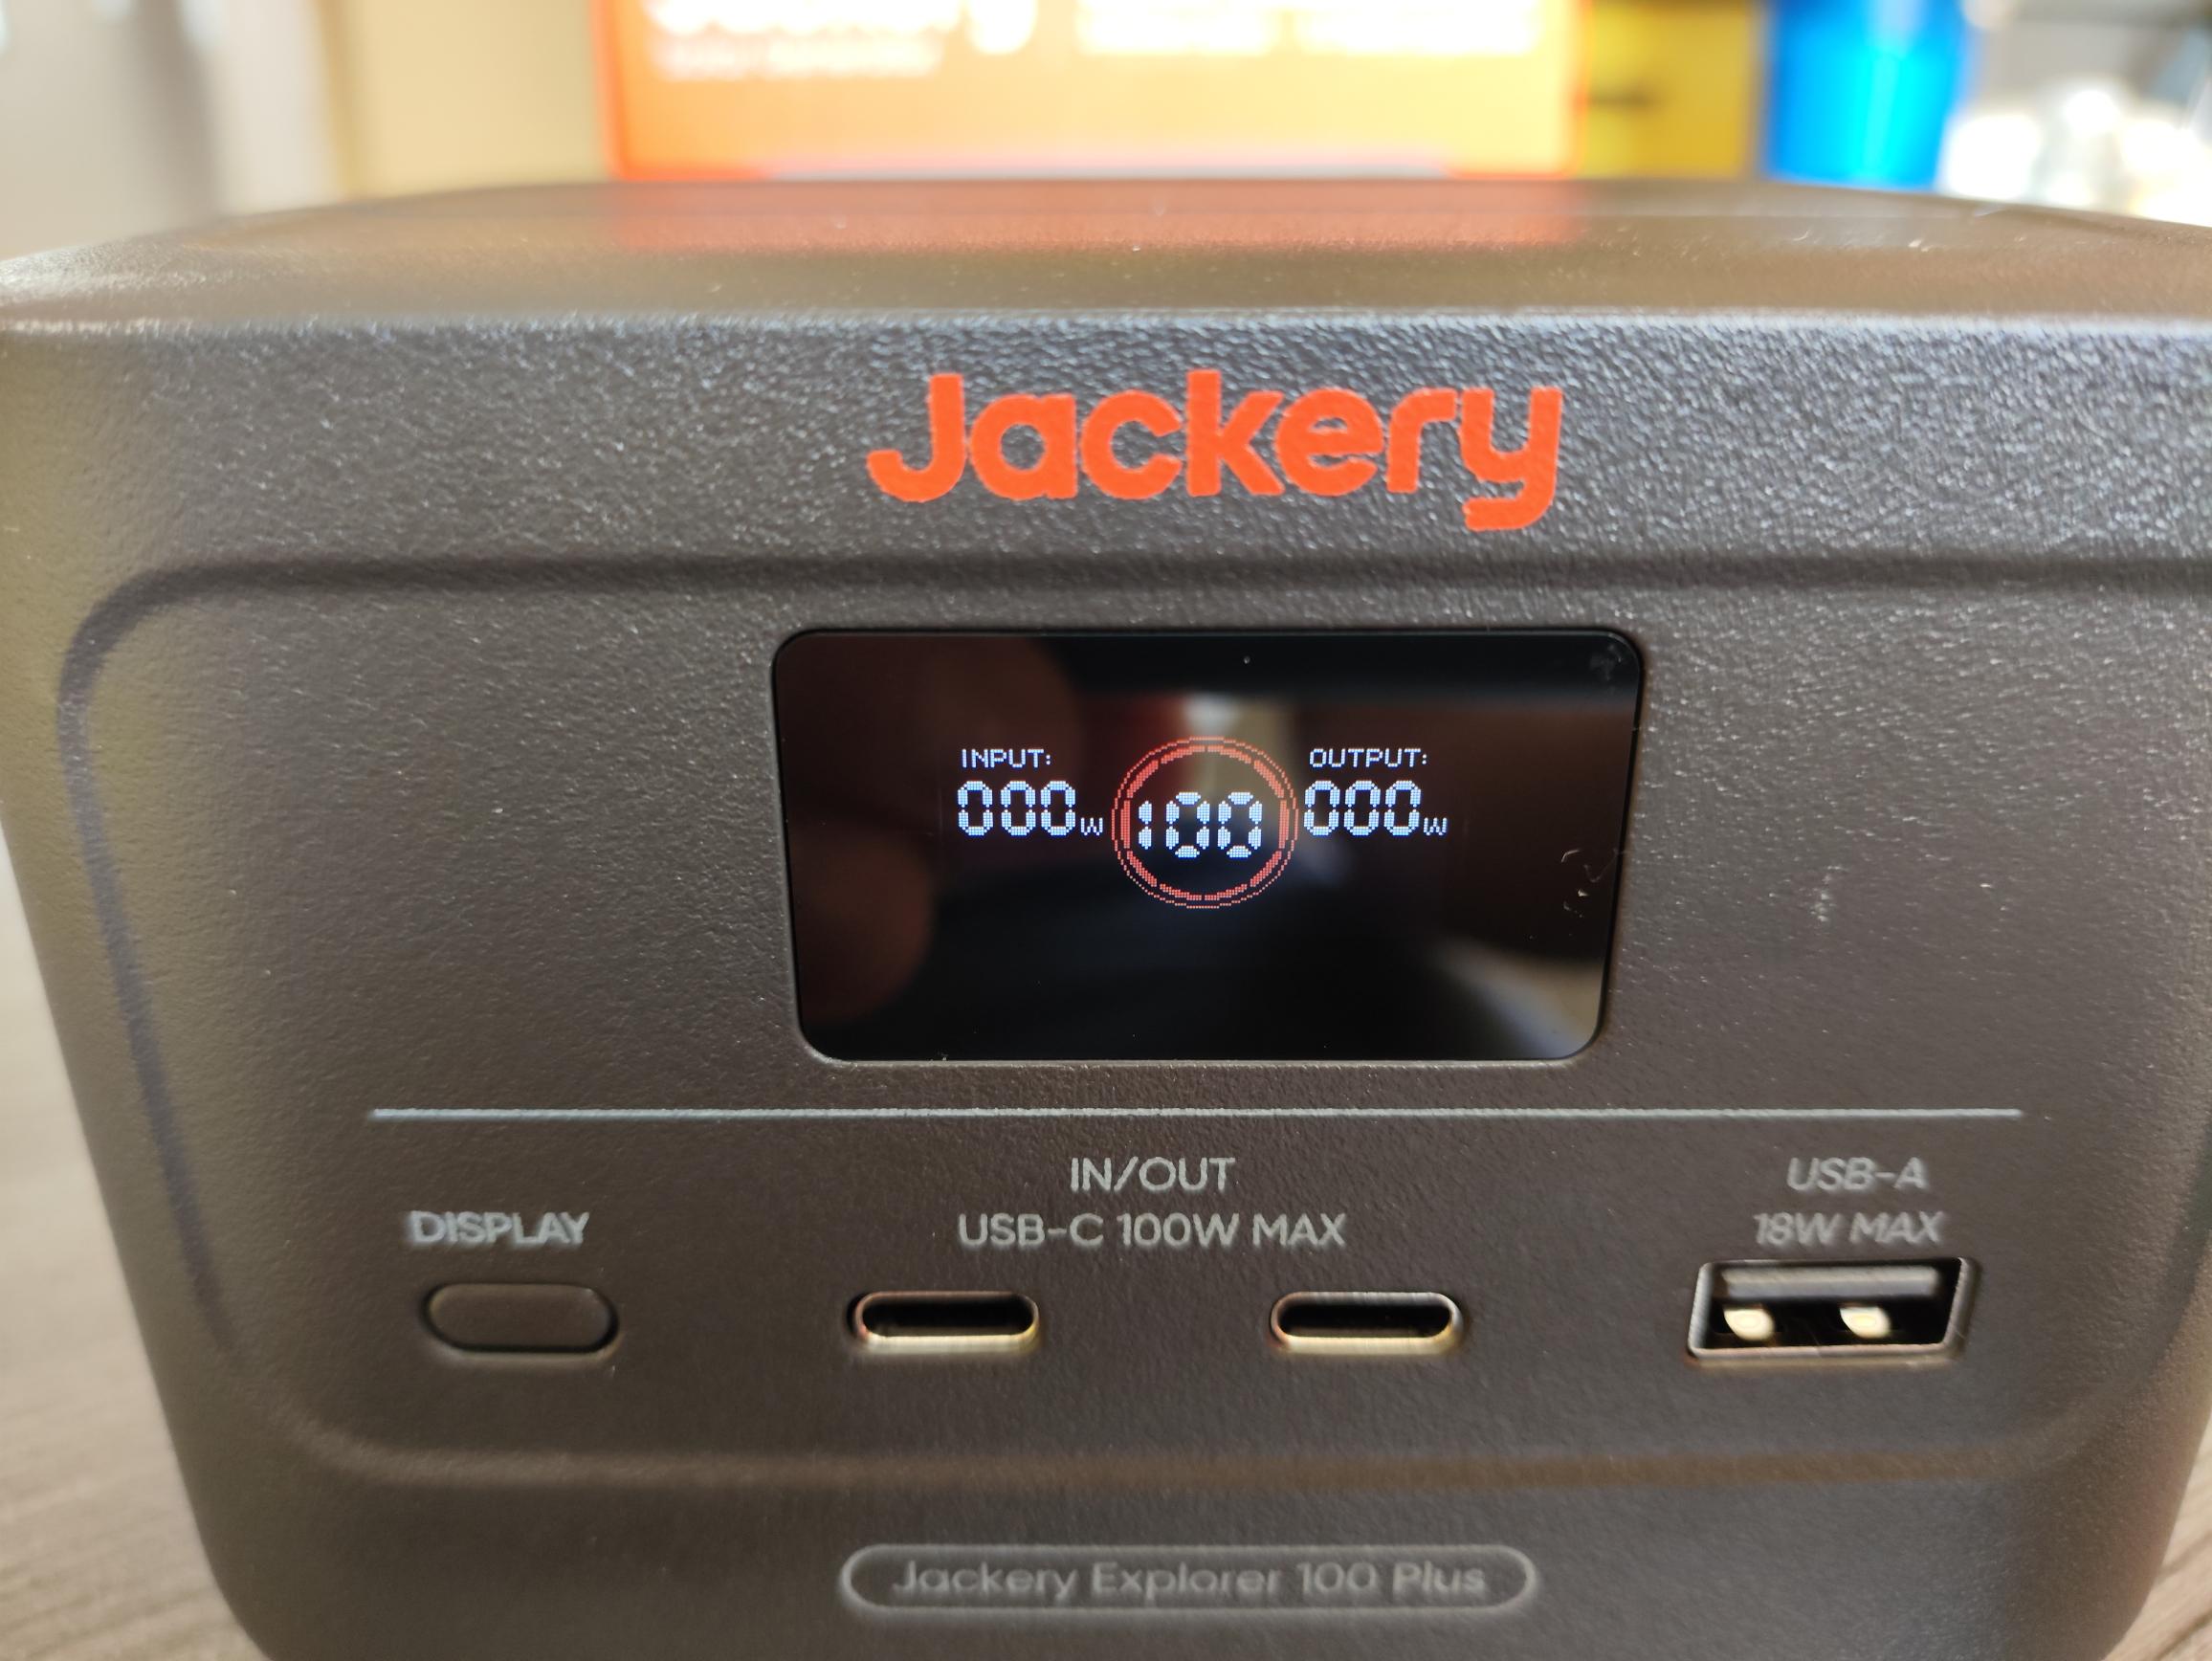 Jackery
INPUT: OUTPUT:
000W 100 000W
IN/OUT
USB-C 100W MAX
USB-A
18W MAX
DISPLAY
Jackery Explorer 100 Plus